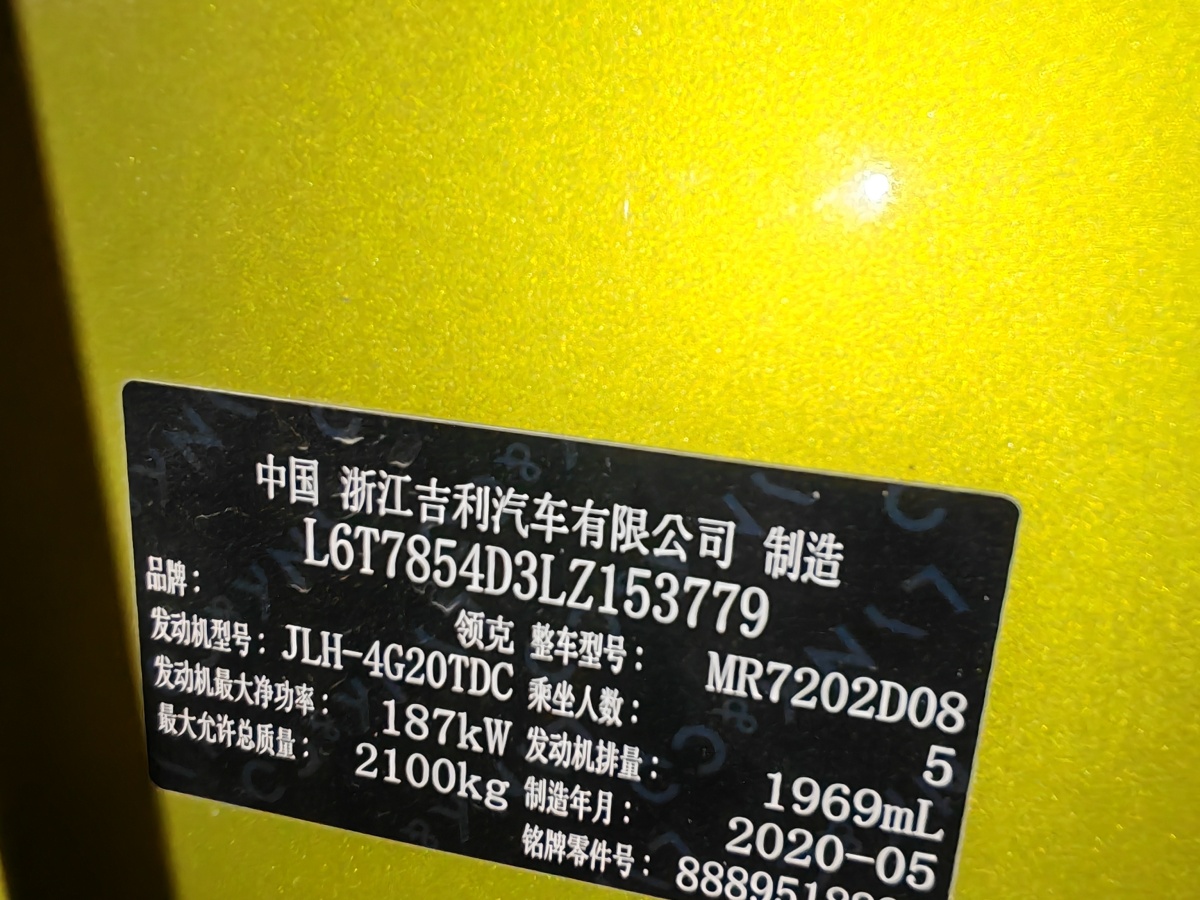 中国 浙江吉利汽车有限公司 制造
L6T7854D3LZ153779
品牌: 领克 整车型号: MR7202D08
发动机型号: JLH-4G20TDC 乘坐人数: 5
发动机最大净功率: 187kW 发动机排量: 1969mL
最大允许总质量: 2100kg 制造年月: 2020-05
铭牌零件号: